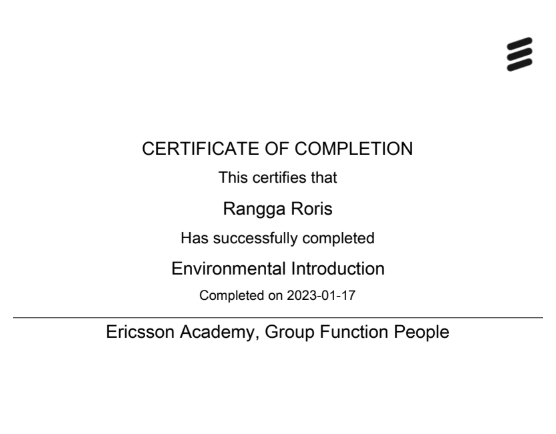 CERTIFICATE OF COMPLETION
This certifies that
Rangga Roris
Has successfully completed
Environmental Introduction
Completed on 2023-01-17
Ericsson Academy, Group Function People